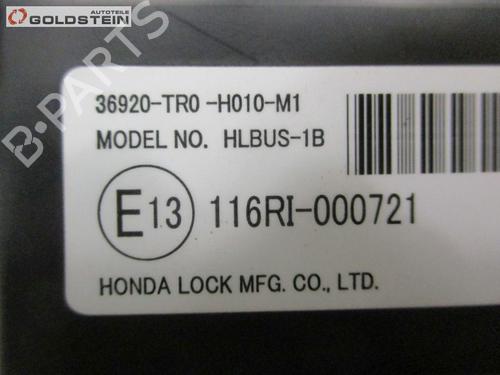 AUTOTEILE
GOLDSTEIN
B-PARTS
36920-TR0-H010-M1
MODEL NO. HLBUS-1B
E13 116RI-000721
HONDA LOCK MFG. CO., LTD.